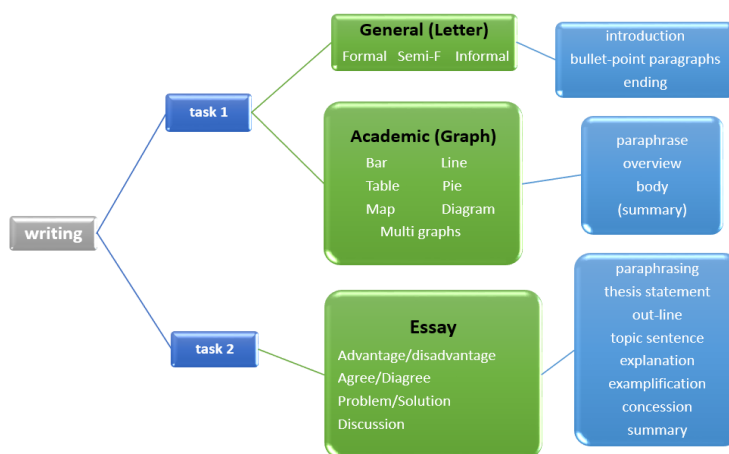 writing
task 1
General (Letter)
Formal Semi-F Informal
introduction
bullet-point paragraphs
ending
Academic (Graph)
Bar Line
Table Pie
Map Diagram
Multi graphs
paraphrase
overview
body
(summary)
task 2
Essay
Advantage/disadvantage
Agree/Diagree
Problem/Solution
Discussion
paraphrasing
thesis statement
out-line
topic sentence
explanation
examplification
concession
summary